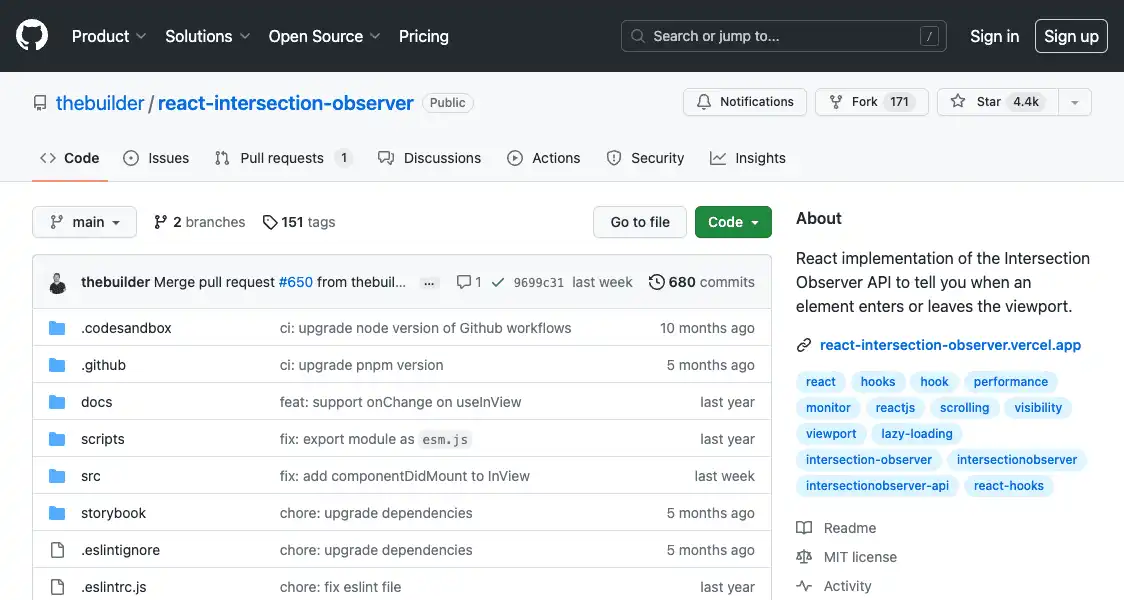 Product Solutions Open Source Pricing Search or jump to... / Sign in Sign up
thebuilder / react-intersection-observer Public Notifications Fork 171 Star 4.4k
Code Issues Pull requests 1 Discussions Actions Security Insights
main 2 branches 151 tags Go to file Code
thebuilder Merge pull request #650 from thebuil... ... 1 9699c31 last week 680 commits
.codesandbox ci: upgrade node version of Github workflows 10 months ago
.github ci: upgrade pnpm version 5 months ago
docs feat: support onChange on useInView last year
scripts fix: export module as esm.js last year
src fix: add componentDidMount to InView last week
storybook chore: upgrade dependencies 5 months ago
.eslintignore chore: upgrade dependencies 5 months ago
.eslintrc.js chore: fix eslint file last year
About
React implementation of the Intersection
Observer API to tell you when an
element enters or leaves the viewport.
react-intersection-observer.vercel.app
react hooks hook performance
monitor reactjs scrolling visibility
viewport lazy-loading
intersection-observer intersectionobserver
intersectionobserver-api react-hooks
Readme
MIT license
Activity